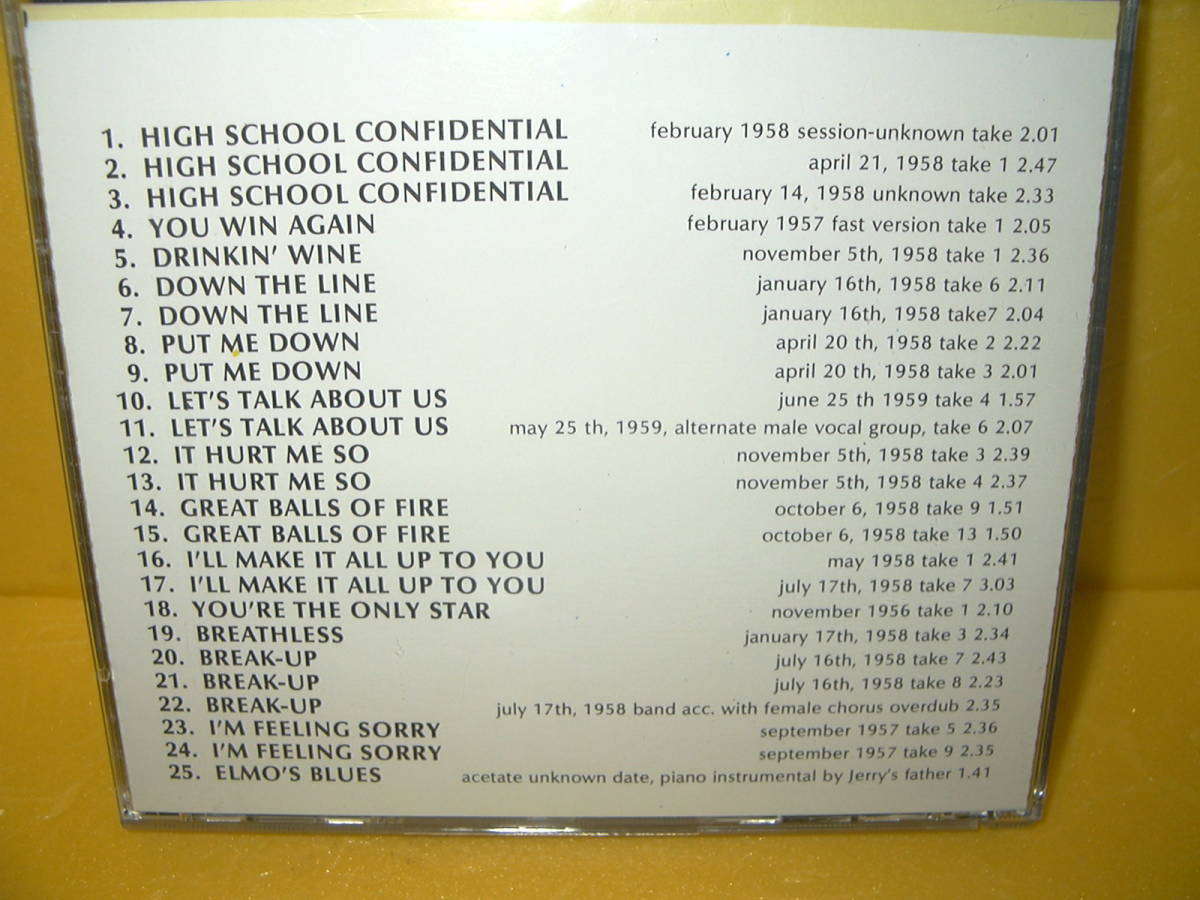 1. HIGH SCHOOL CONFIDENTIAL february 1958 session-unknown take 2.01
2. HIGH SCHOOL CONFIDENTIAL april 21, 1958 take 1 2.47
3. HIGH SCHOOL CONFIDENTIAL february 14, 1958 unknown take 2.33
4. YOU WIN AGAIN february 1957 fast version take 1 2.05
5. DRINKIN' WINE november 5th, 1958 take 1 2.36
6. DOWN THE LINE january 16th, 1958 take 6 2.11
7. DOWN THE LINE january 16th, 1958 take7 2.04
8. PUT ME DOWN april 20 th, 1958 take 2 2.22
9. PUT ME DOWN april 20 th, 1958 take 3 2.01
10. LET'S TALK ABOUT US june 25 th 1959 take 4 1.57
11. LET'S TALK ABOUT US may 25 th, 1959, alternate male vocal group, take 6 2.07
12. IT HURT ME SO november 5th, 1958 take 3 2.39
13. IT HURT ME SO november 5th, 1958 take 4 2.37
14. GREAT BALLS OF FIRE october 6, 1958 take 9 1.51
15. GREAT BALLS OF FIRE october 6, 1958 take 13 1.50
16. I'LL MAKE IT ALL UP TO YOU may 1958 take 1 2.41
17. I'LL MAKE IT ALL UP TO YOU july 17th, 1958 take 7 3.03
18. YOU'RE THE ONLY STAR november 1956 take 1 2.10
19. BREATHLESS january 17th, 1958 take 3 2.34
20. BREAK-UP july 16th, 1958 take 7 2.43
21. BREAK-UP july 16th, 1958 take 8 2.23
22. BREAK-UP july 17th, 1958 band acc. with female chorus overdub 2.35
23. I'M FEELING SORRY september 1957 take 5 2.36
24. I'M FEELING SORRY september 1957 take 9 2.35
25. ELMO'S BLUES acetate unknown date, piano instrumental by Jerry's father 1.41